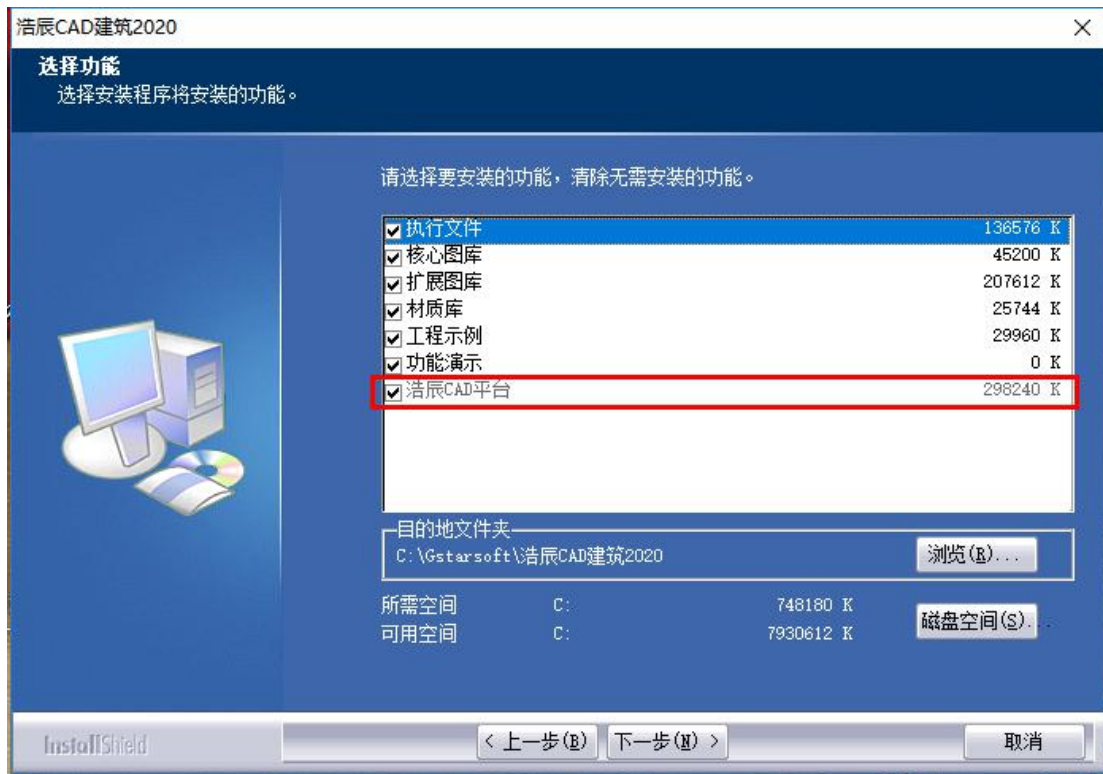 浩辰CAD建筑2020
选择功能
选择安装程序将安装的功能。
请选择要安装的功能，清除无需安装的功能。
执行文件 136576 K
核心图库 45200 K
扩展图库 207612 K
材质库 25744 K
工程示例 29960 K
功能演示 0 K
浩辰CAD平台 298240 K
目的地文件夹
C:\Gstarsoft\浩辰CAD建筑2020 浏览(R)...
所需空间 C: 748180 K
可用空间 C: 7930612 K
磁盘空间(S)...
InstallShield
< 上一步(B) 下一步(N) > 取消